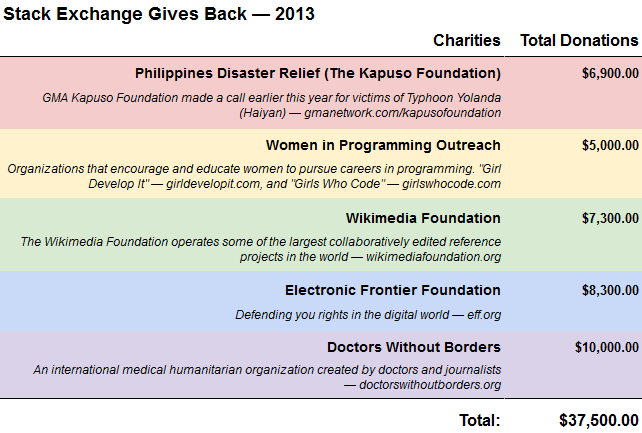 Stack Exchange Gives Back — 2013
Charities Total Donations
Philippines Disaster Relief (The Kapuso Foundation) $6,900.00
GMA Kapuso Foundation made a call earlier this year for victims of Typhoon Yolanda
(Haiyan) — gmanetwork.com/kapusofoundation
Women in Programming Outreach $5,000.00
Organizations that encourage and educate women to pursue careers in programming. "Girl
Develop It" — girldevelopit.com, and "Girls Who Code" — girlswhocode.com
Wikimedia Foundation $7,300.00
The Wikimedia Foundation operates some of the largest collaboratively edited reference
projects in the world — wikimediafoundation.org
Electronic Frontier Foundation $8,300.00
Defending you rights in the digital world — eff.org
Doctors Without Borders $10,000.00
An international medical humanitarian organization created by doctors and journalists
— doctorswithoutborders.org
Total: $37,500.00